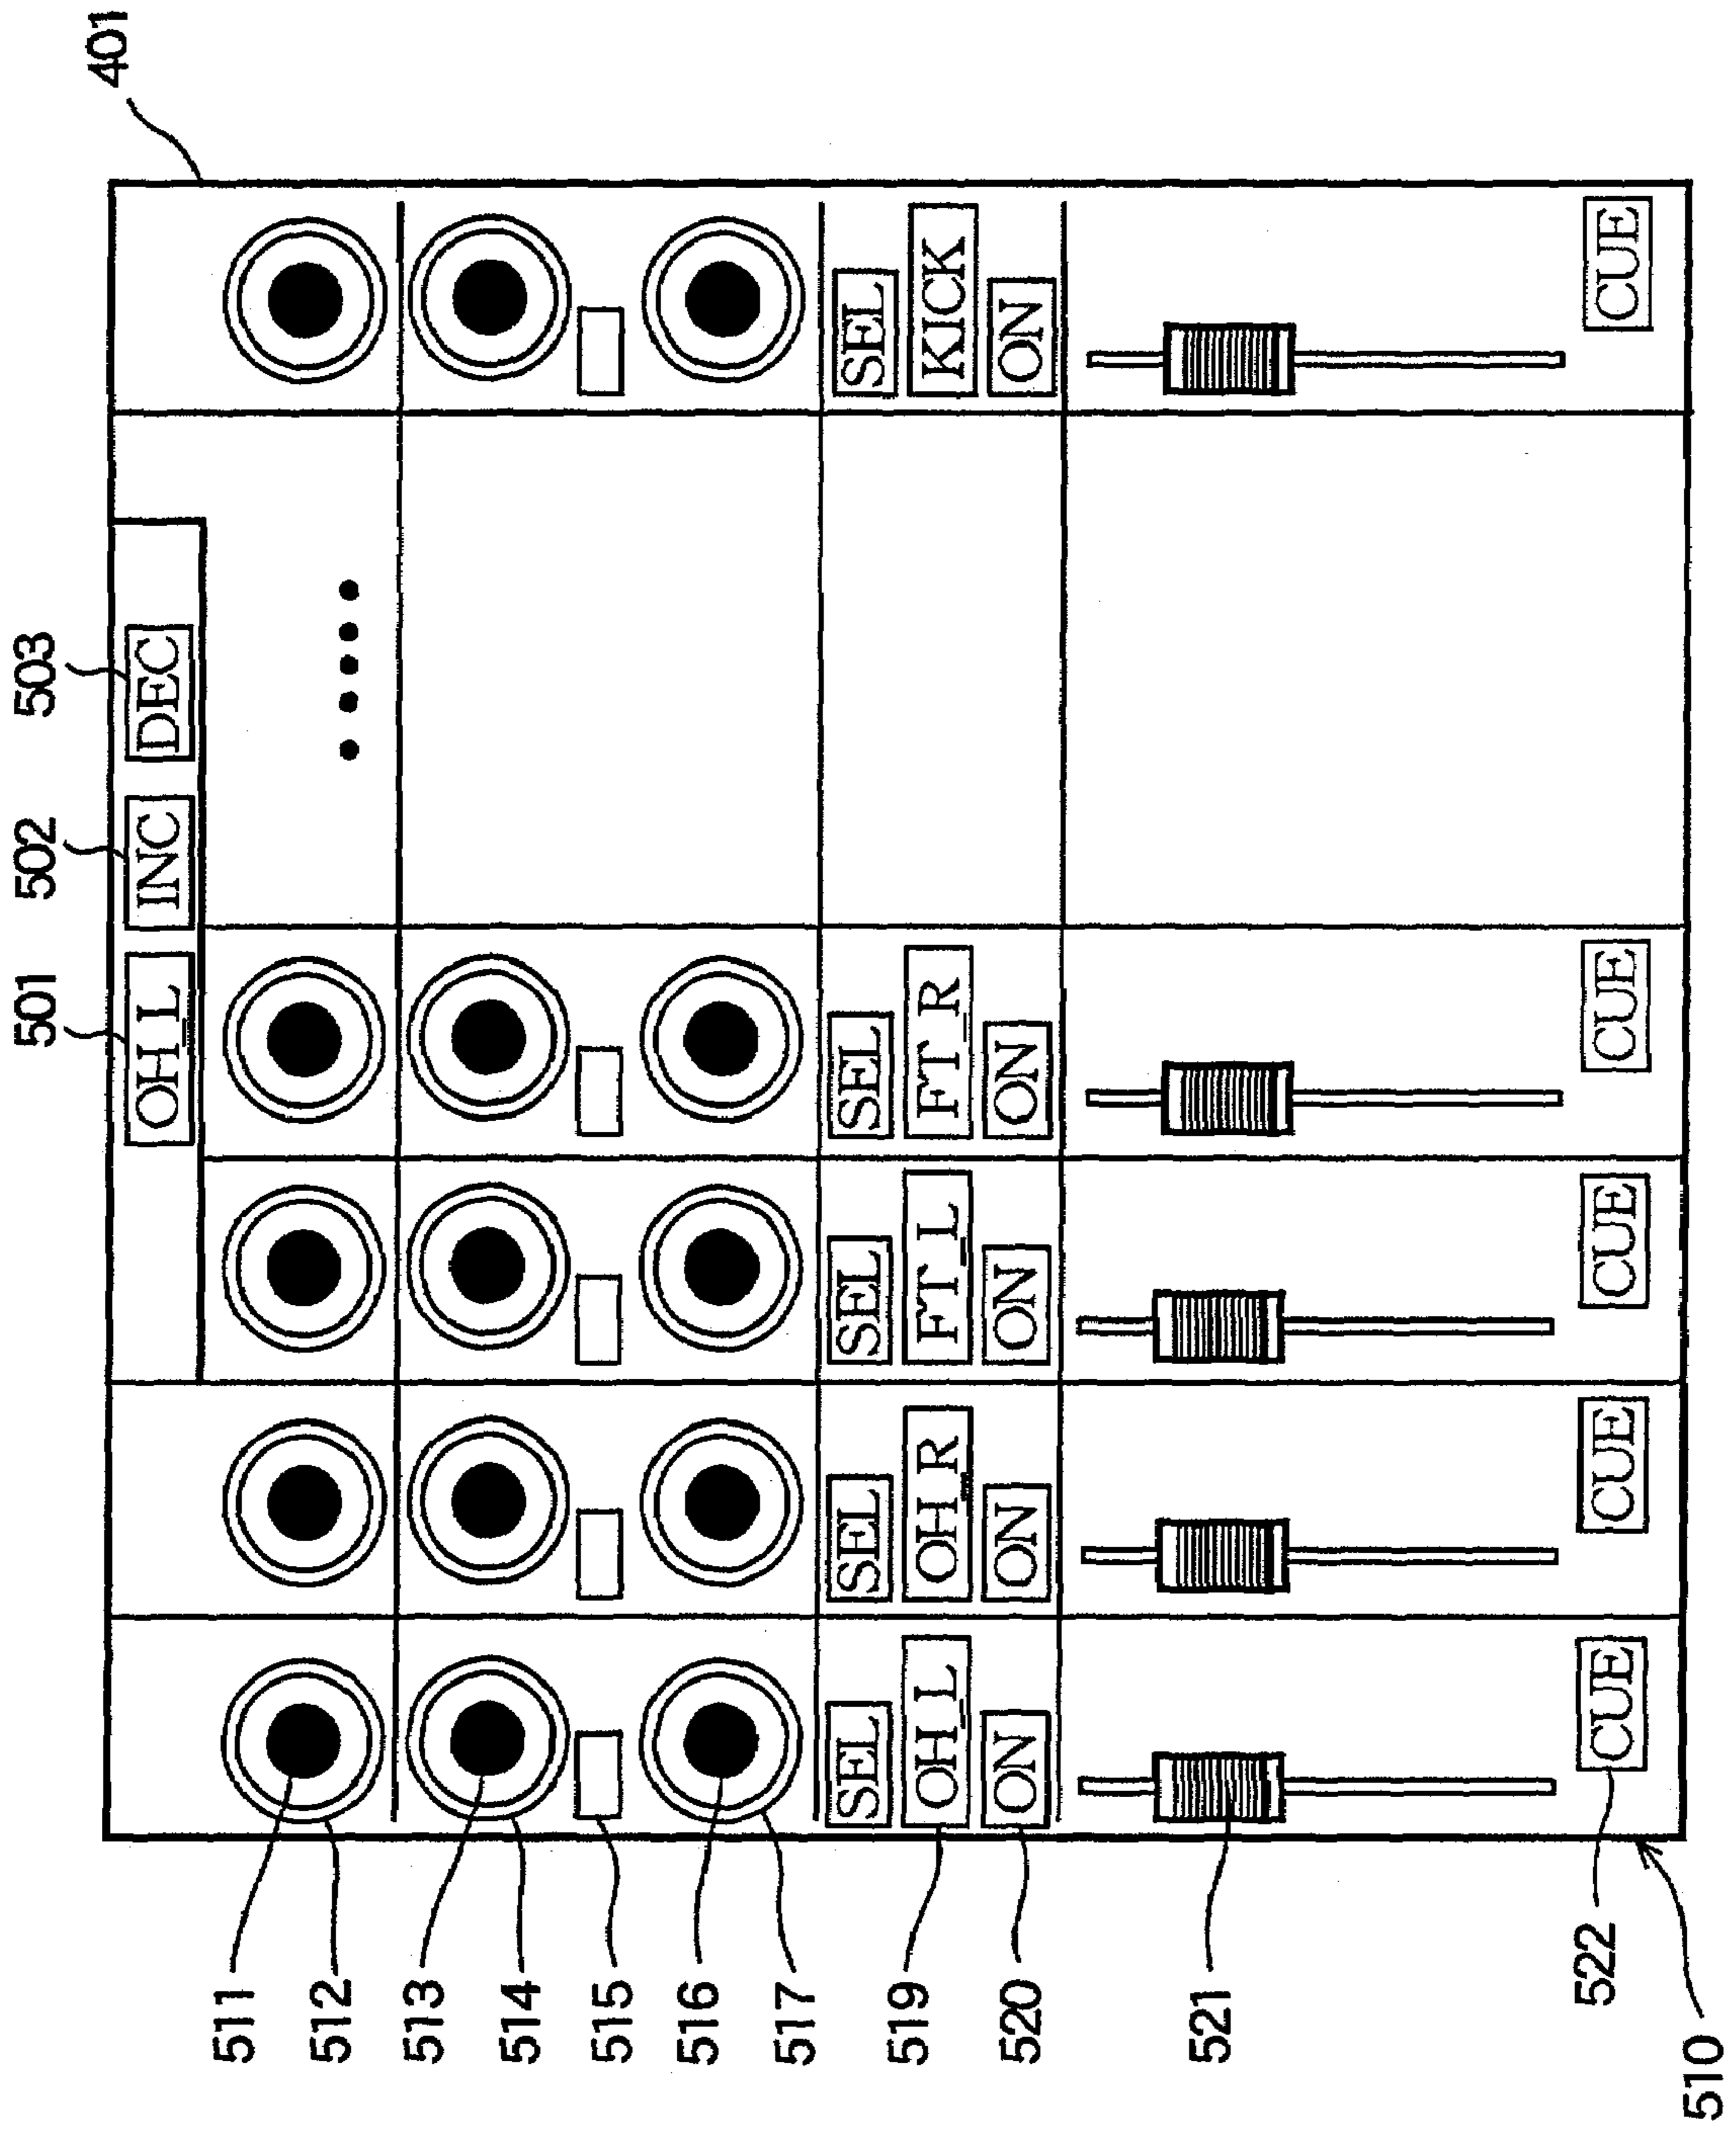 401
501 502 503
OH_L INC DEC
511
512
513
514
515
516
517
SEL SEL SEL SEL SEL
519 OH_L OH_R FT_L FT_R KICK
520 ON ON ON ON ON
521
522 CUE CUE CUE CUE CUE
510